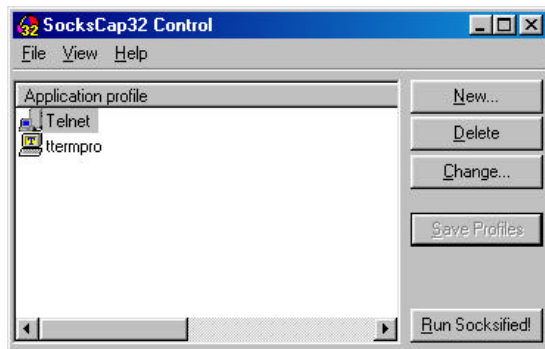 SocksCap32 Control
File View Help
Application profile
Telnet
ttermpro
New...
Delete
Change...
Save Profiles
Run Socksified!